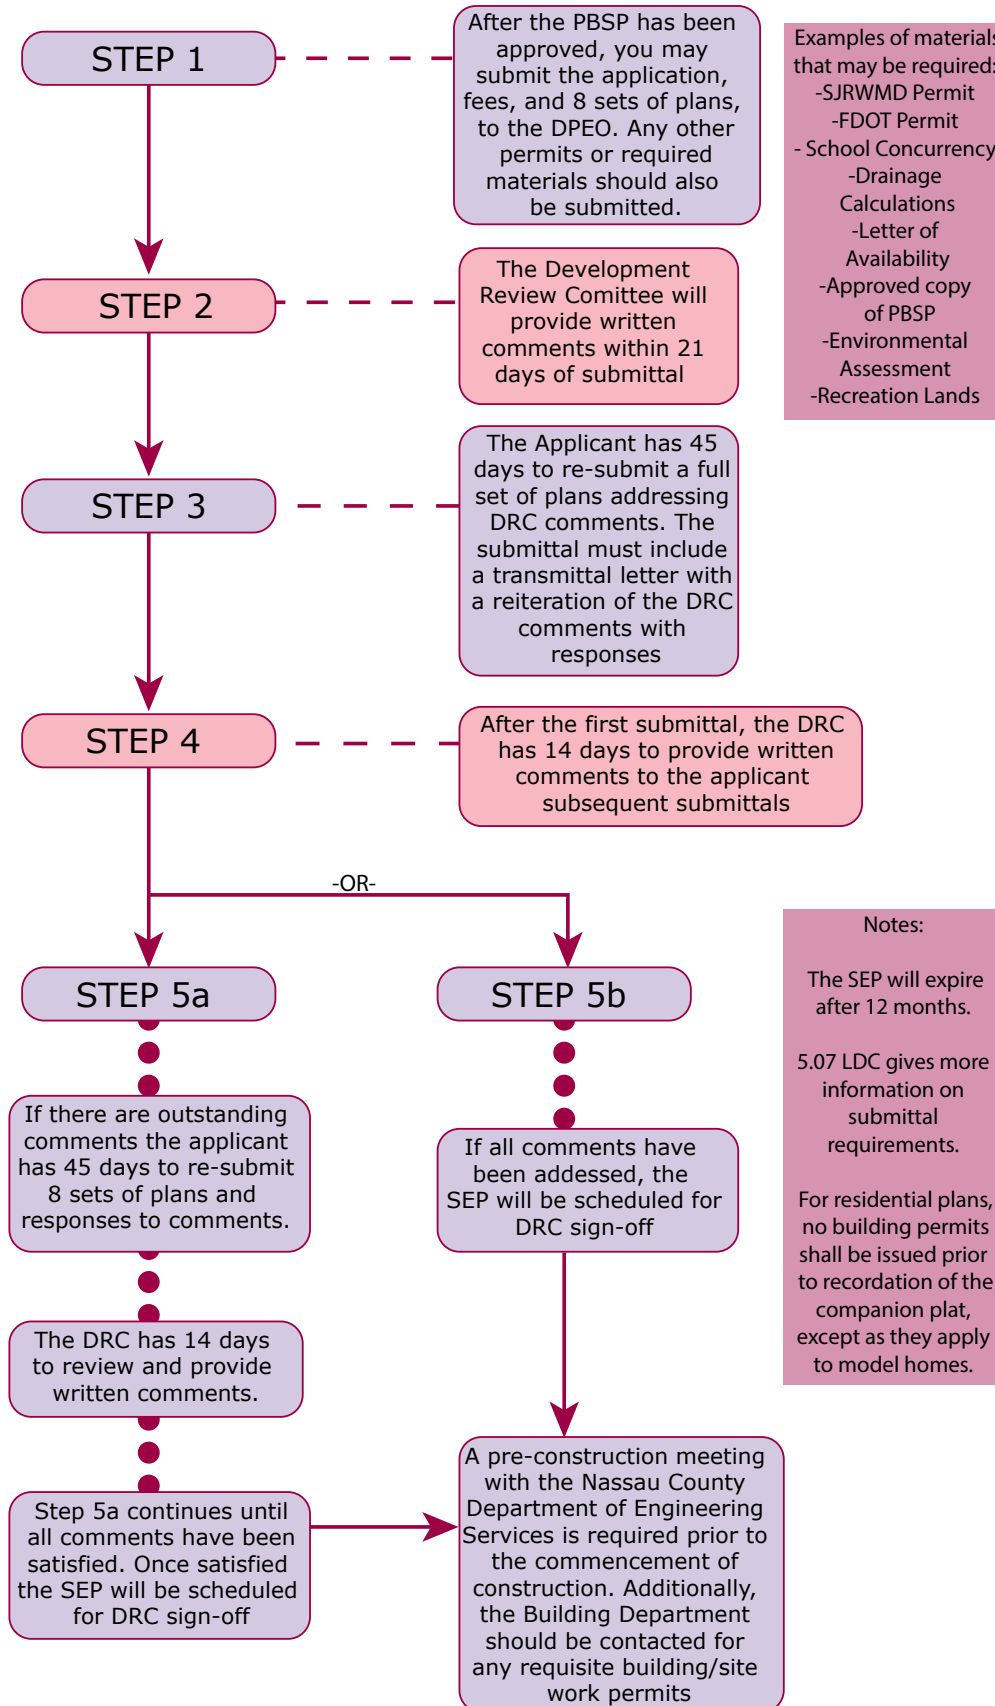 STEP 1
After the PBSP has been
approved, you may
submit the application,
fees, and 8 sets of plans,
to the DPEO. Any other
permits or required
materials should also
be submitted.
Examples of materials
that may be required:
-SJRWMD Permit
-FDOT Permit
- School Concurrency
-Drainage
Calculations
-Letter of
Availability
-Approved copy
of PBSP
-Environmental
Assessment
-Recreation Lands
STEP 2
The Development
Review Comittee will
provide written
comments within 21
days of submittal
STEP 3
The Applicant has 45
days to re-submit a full
set of plans addressing
DRC comments. The
submittal must include
a transmittal letter with
a reiteration of the DRC
comments with
responses
STEP 4
After the first submittal, the DRC
has 14 days to provide written
comments to the applicant
subsequent submittals
-OR-
STEP 5a
If there are outstanding
comments the applicant
has 45 days to re-submit
8 sets of plans and
responses to comments.
The DRC has 14 days
to review and provide
written comments.
Step 5a continues until
all comments have been
satisfied. Once satisfied
the SEP will be scheduled
for DRC sign-off
STEP 5b
If all comments have
been addressed, the
SEP will be scheduled for
DRC sign-off
A pre-construction meeting
with the Nassau County
Department of Engineering
Services is required prior to
the commencement of
construction. Additionally,
the Building Department
should be contacted for
any requisite building/site
work permits
Notes:
The SEP will expire
after 12 months.
5.07 LDC gives more
information on
submittal
requirements.
For residential plans,
no building permits
shall be issued prior
to recordation of the
companion plat,
except as they apply
to model homes.